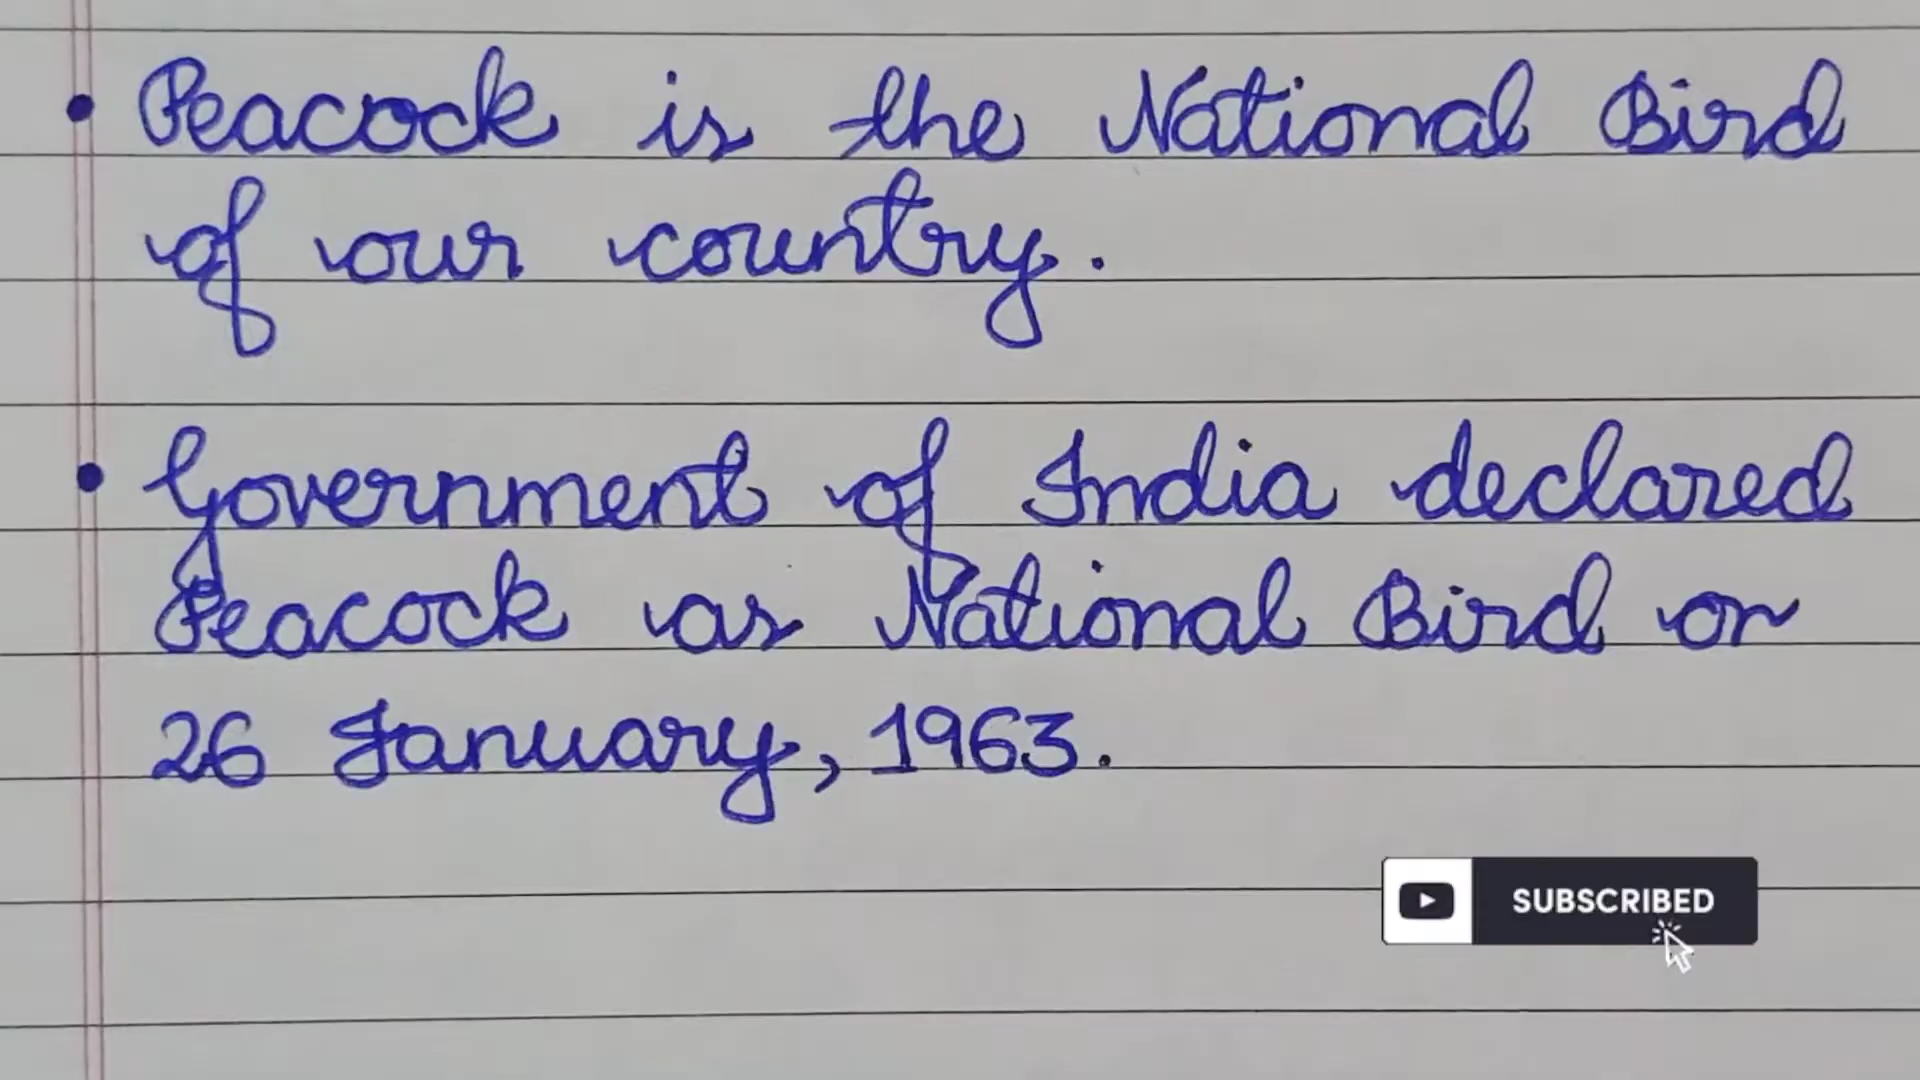 • Peacock is the National Bird
of our country.
• Government of India declared
Peacock as National Bird on
26 January, 1963.
SUBSCRIBED